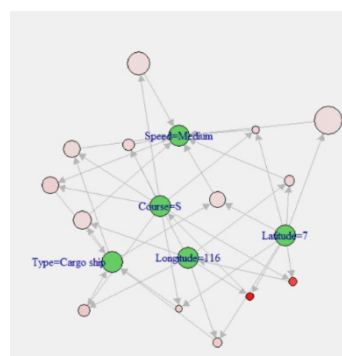 Speed=Medium
Course=S
Latitude=7
Type=Cargo ship
Longitude=116